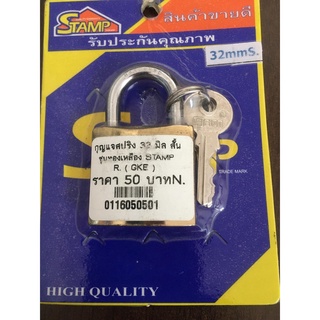 STAMP
สินค้าขายดี
รับประกันคุณภาพ
32mmS.
กุญแจสปริง 32 มิล สั้น
ชุบทองเหลือง STAMP
R. ( GKE )
ราคา 50 บาทN.
0116050501
TRADE MARK
HIGH QUALITY